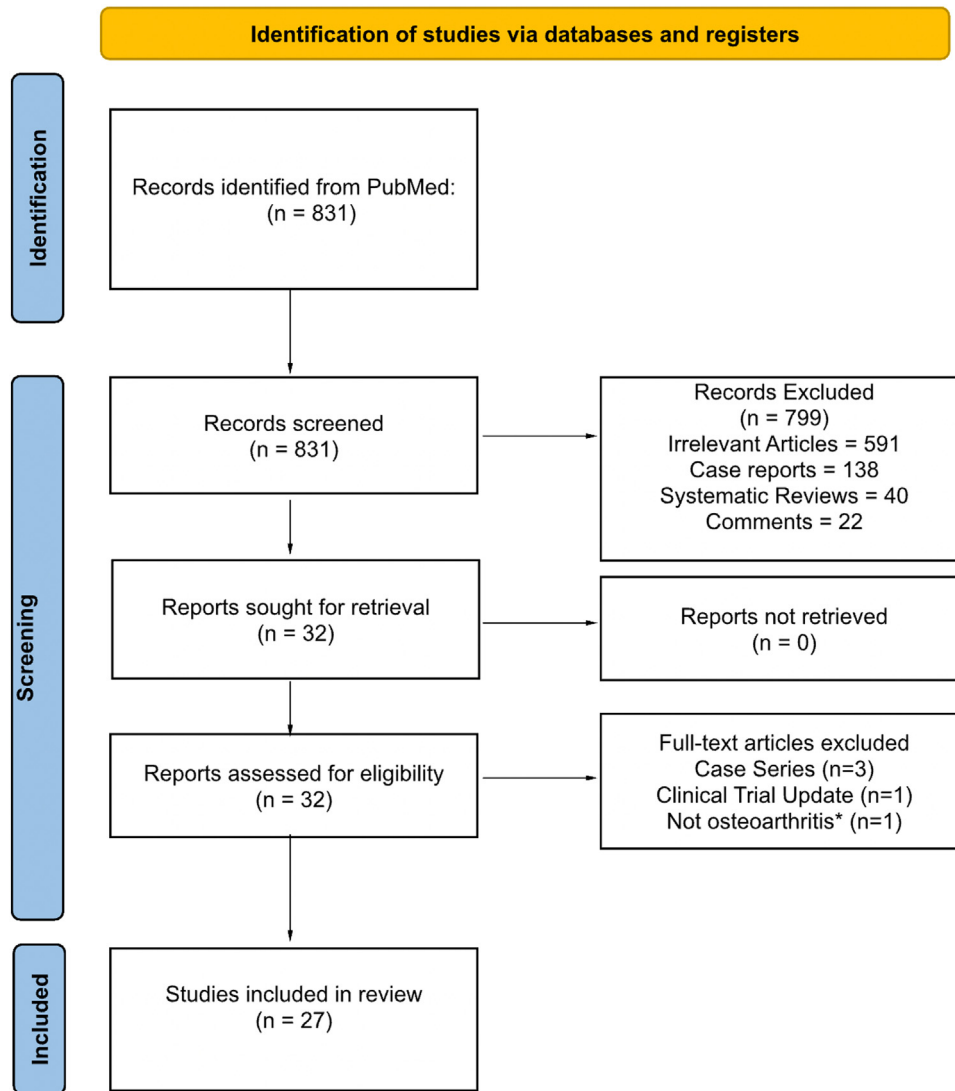 Identification of studies via databases and registers
Identification
Records identified from PubMed:
(n = 831)
Screening
Records screened
(n = 831)
Records Excluded
(n = 799)
Irrelevant Articles = 591
Case reports = 138
Systematic Reviews = 40
Comments = 22
Reports sought for retrieval
(n = 32)
Reports not retrieved
(n = 0)
Reports assessed for eligibility
(n = 32)
Full-text articles excluded
Case Series (n=3)
Clinical Trial Update (n=1)
Not osteoarthritis* (n=1)
Included
Studies included in review
(n = 27)